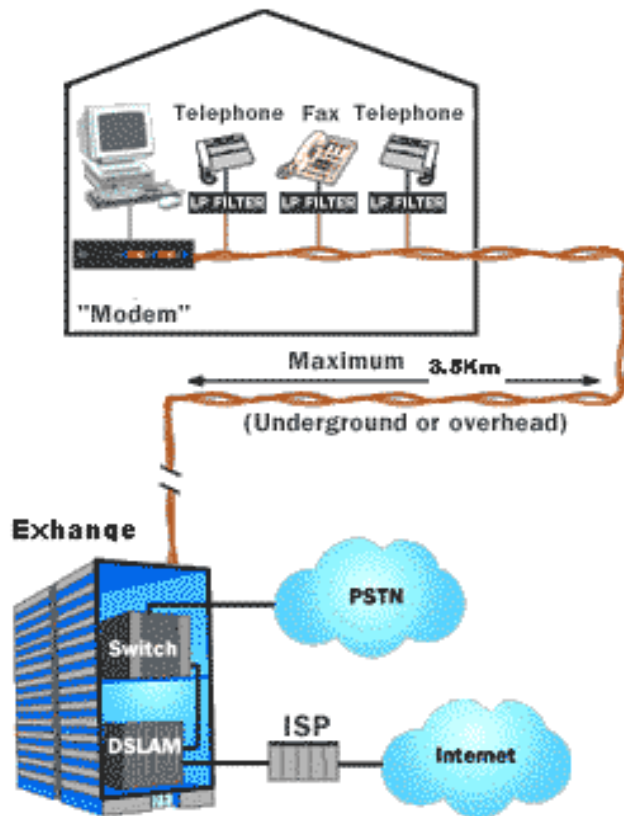 Telephone Fax Telephone
LP FILTER LP FILTER LP FILTER
"Modem"
Maximum 3.5Km
(Underground or overhead)
Exhange
PSTN
Switch
ISP
DSLAM
Internet